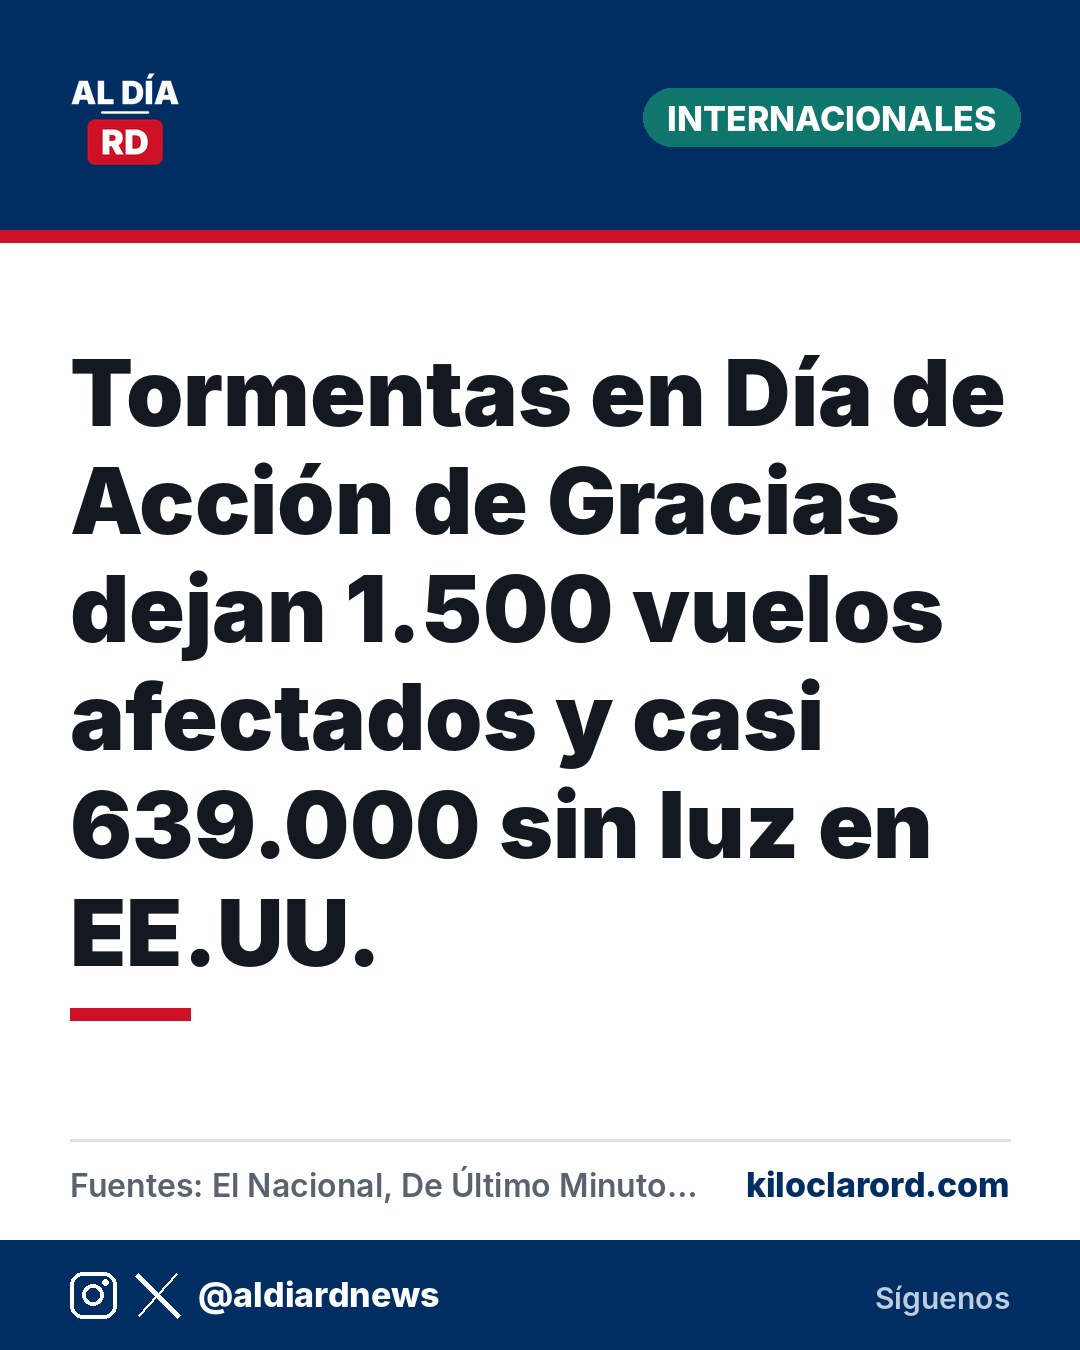 AL DÍA
RD
INTERNACIONALES
Tormentas en Día de
Acción de Gracias
dejan 1.500 vuelos
afectados y casi
639.000 sin luz en
EE.UU.
Fuentes: El Nacional, De Último Minuto...
kiloclarord.com
@aldiardnews
Síguenos